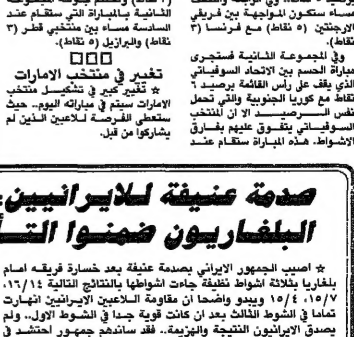 مساء ستكون المواجهة بين فريقي
الارجنتين (٥ نقاط) مع فرنسا (٣
نقاط).
وفي المجموعة الثانية فستجرى
مباراة الحسم بين الاتحاد السوفياتي
الذي يقف على رأس القائمة برصيد ٦
نقاط مع كوريا الجنوبية والتي تحمل
نفس الرصيد الا ان المنتخب
السوفياتي يتفوق عليهم بفارق
الاشواط. هذه المباراة ستقام عند
الثانية بالمباراة التي ستقام عند
السادسة مساء بين منتخبي قطر (٣
نقاط) والبرازيل (٥ نقاط).
تغيير في منتخب الامارات
☆ تغيير كبير في تشكيل منتخب
الامارات سيتم في مباراته اليوم.. حيث
ستعطى الفرصة للاعبين الذين لم
يشاركوا من قبل.
صدمة عنيفة للايرانيين
البلغاريون ضمنوا
☆ اصيب الجمهور الايراني بصدمة عنيفة بعد خسارة فريقه امام
بلغاريا بثلاثة اشواط نظيفة جاءت اشواطها بالنتائج التالية ١٦/١٤،
١٥/٧، ١٥/٤ ويبدو واضحا ان مقاومة اللاعبين الايرانيين انهارت
تماما في الشوط الثالث بعد ان كانت قوية جدا في الشوط الاول.. ولم
يصدق الايرانيون النتيجة والهزيمة.. فقد ساندهم جمهور احتشد في